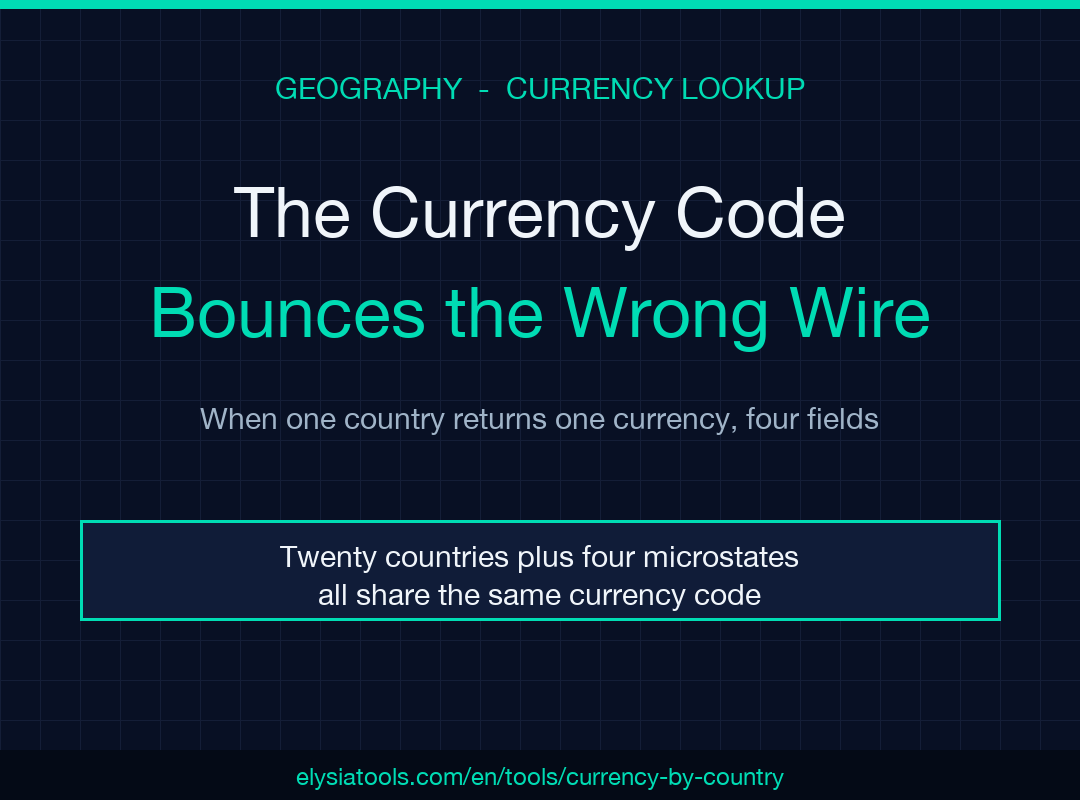 GEOGRAPHY - CURRENCY LOOKUP
The Currency Code
Bounces the Wrong Wire
When one country returns one currency, four fields
Twenty countries plus four microstates
all share the same currency code
elysiatools.com/en/tools/currency-by-country